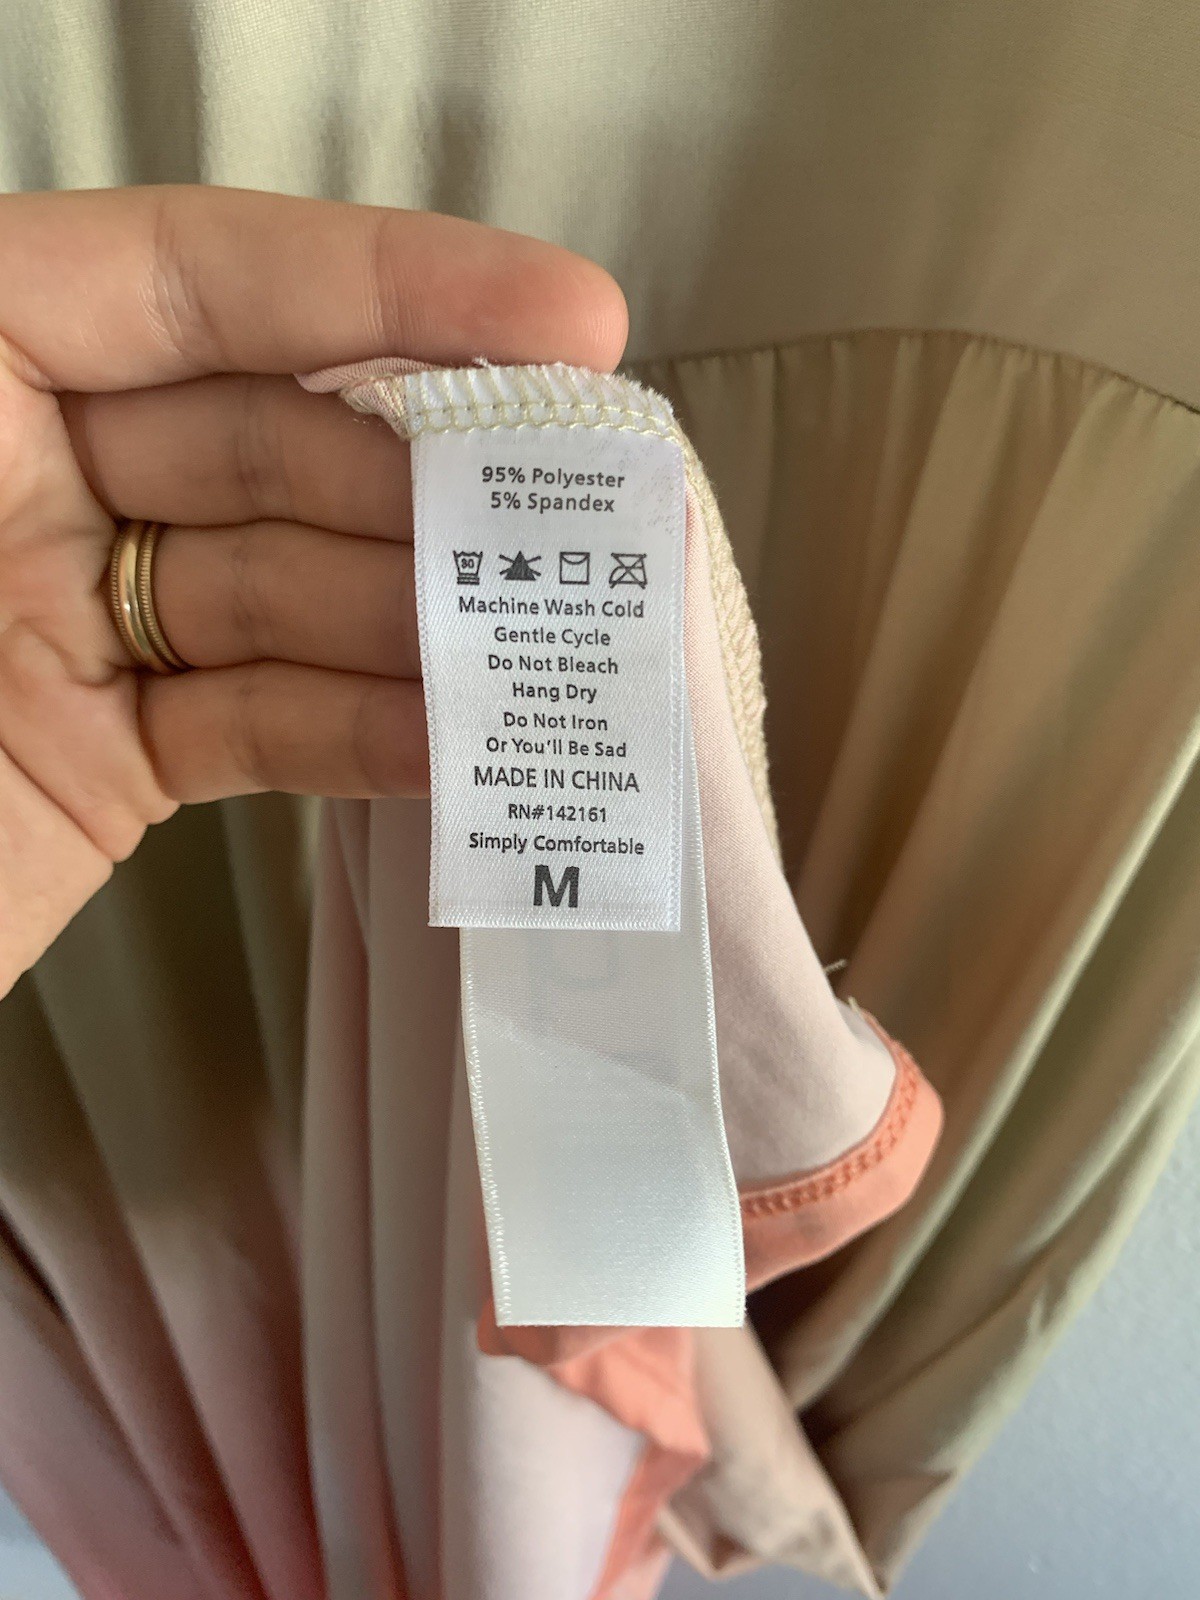 95% Polyester
5% Spandex
30
Machine Wash Cold
Gentle Cycle
Do Not Bleach
Hang Dry
Do Not Iron
Or You'll Be Sad
MADE IN CHINA
RN#142161
Simply Comfortable
M